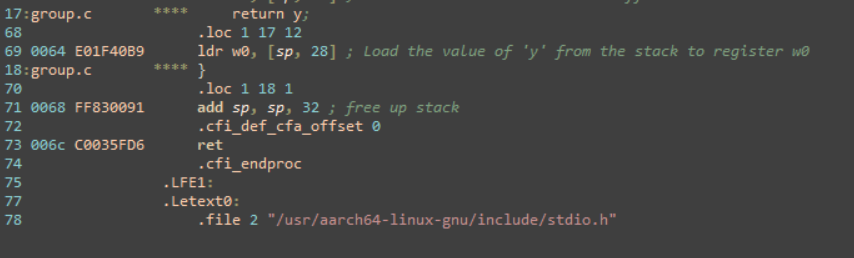 17:group.c **** return y;
68 .loc 1 17 12
69 0064 E01F40B9 ldr w0, [sp, 28] ; Load the value of 'y' from the stack to register w0
18:group.c **** }
70 .loc 1 18 1
71 0068 FF830091 add sp, sp, 32 ; free up stack
72 .cfi_def_cfa_offset 0
73 006c C0035FD6 ret
74 .cfi_endproc
75 .LFE1:
77 .Letext0:
78 .file 2 "/usr/aarch64-linux-gnu/include/stdio.h"